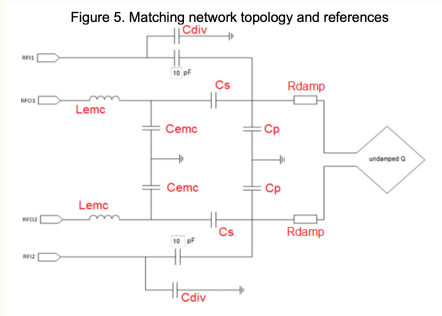 Figure 5. Matching network topology and references
Cdiv
RFI1
10 pF
Cs
Rdamp
RFO1
Lemc
Cemc
Cp
undamped Q
Cemc
Cp
Lemc
RFO2
Cs
Rdamp
10 pF
RFI2
Cdiv